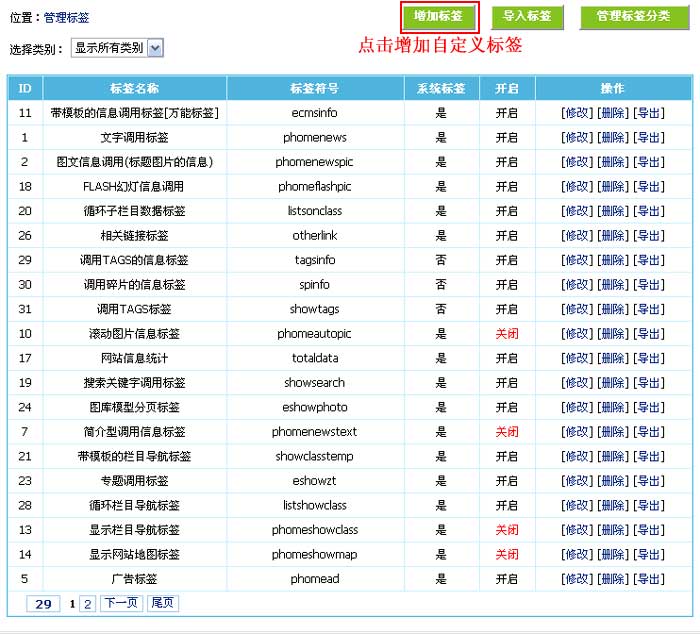 位置：管理标签 增加标签 导入标签 管理标签分类
选择类别： 显示所有类别 点击增加自定义标签
ID 标签名称 标签符号 系统标签 开启 操作
11 带模板的信息调用标签[万能标签] ecmsinfo 是 开启 [修改] [删除] [导出]
1 文字调用标签 phomenews 是 开启 [修改] [删除] [导出]
2 图文信息调用(标题图片的信息) phomenewspic 是 开启 [修改] [删除] [导出]
18 FLASH幻灯信息调用 phomeflashpic 是 开启 [修改] [删除] [导出]
20 循环子栏目数据标签 listsonclass 是 开启 [修改] [删除] [导出]
26 相关链接标签 otherlink 是 开启 [修改] [删除] [导出]
29 调用TAGS的信息标签 tagsinfo 否 开启 [修改] [删除] [导出]
30 调用碎片的信息标签 spinfo 否 开启 [修改] [删除] [导出]
31 调用TAGS标签 showtags 否 开启 [修改] [删除] [导出]
10 滚动图片信息标签 phomeautopic 是 关闭 [修改] [删除] [导出]
17 网站信息统计 totaldata 是 开启 [修改] [删除] [导出]
19 搜索关键字调用标签 showsearch 是 开启 [修改] [删除] [导出]
24 图库模型分页标签 eshowphoto 是 开启 [修改] [删除] [导出]
7 简介型调用信息标签 phomenewstext 是 关闭 [修改] [删除] [导出]
21 带模板的栏目导航标签 showclasstemp 是 开启 [修改] [删除] [导出]
23 专题调用标签 eshowzt 是 开启 [修改] [删除] [导出]
28 循环栏目导航标签 listshowclass 是 开启 [修改] [删除] [导出]
13 显示栏目导航标签 phomeshowclass 是 关闭 [修改] [删除] [导出]
14 显示网站地图标签 phomeshowmap 是 关闭 [修改] [删除] [导出]
5 广告标签 phomead 是 开启 [修改] [删除] [导出]
29 1 2 下一页 尾页